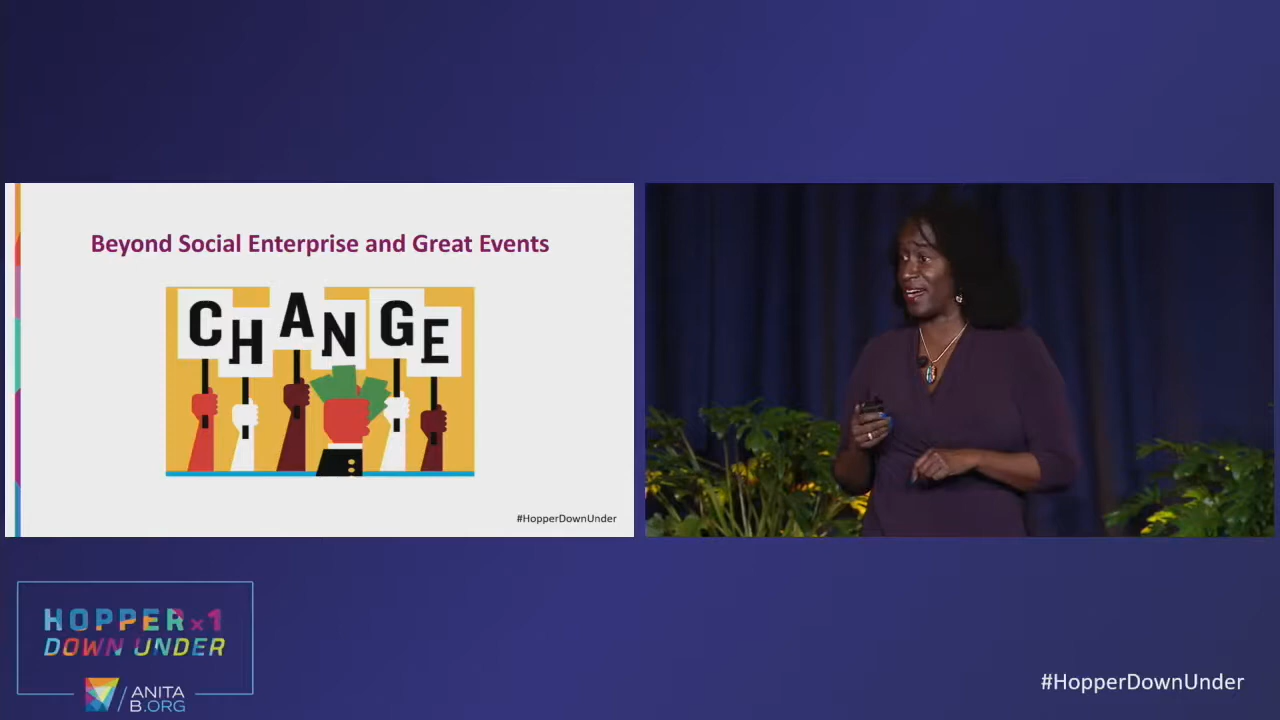 Beyond Social Enterprise and Great Events
CHANGE
#HopperDownUnder
HOPPER x1
DOWN UNDER
ANITA
B.ORG
#HopperDownUnder